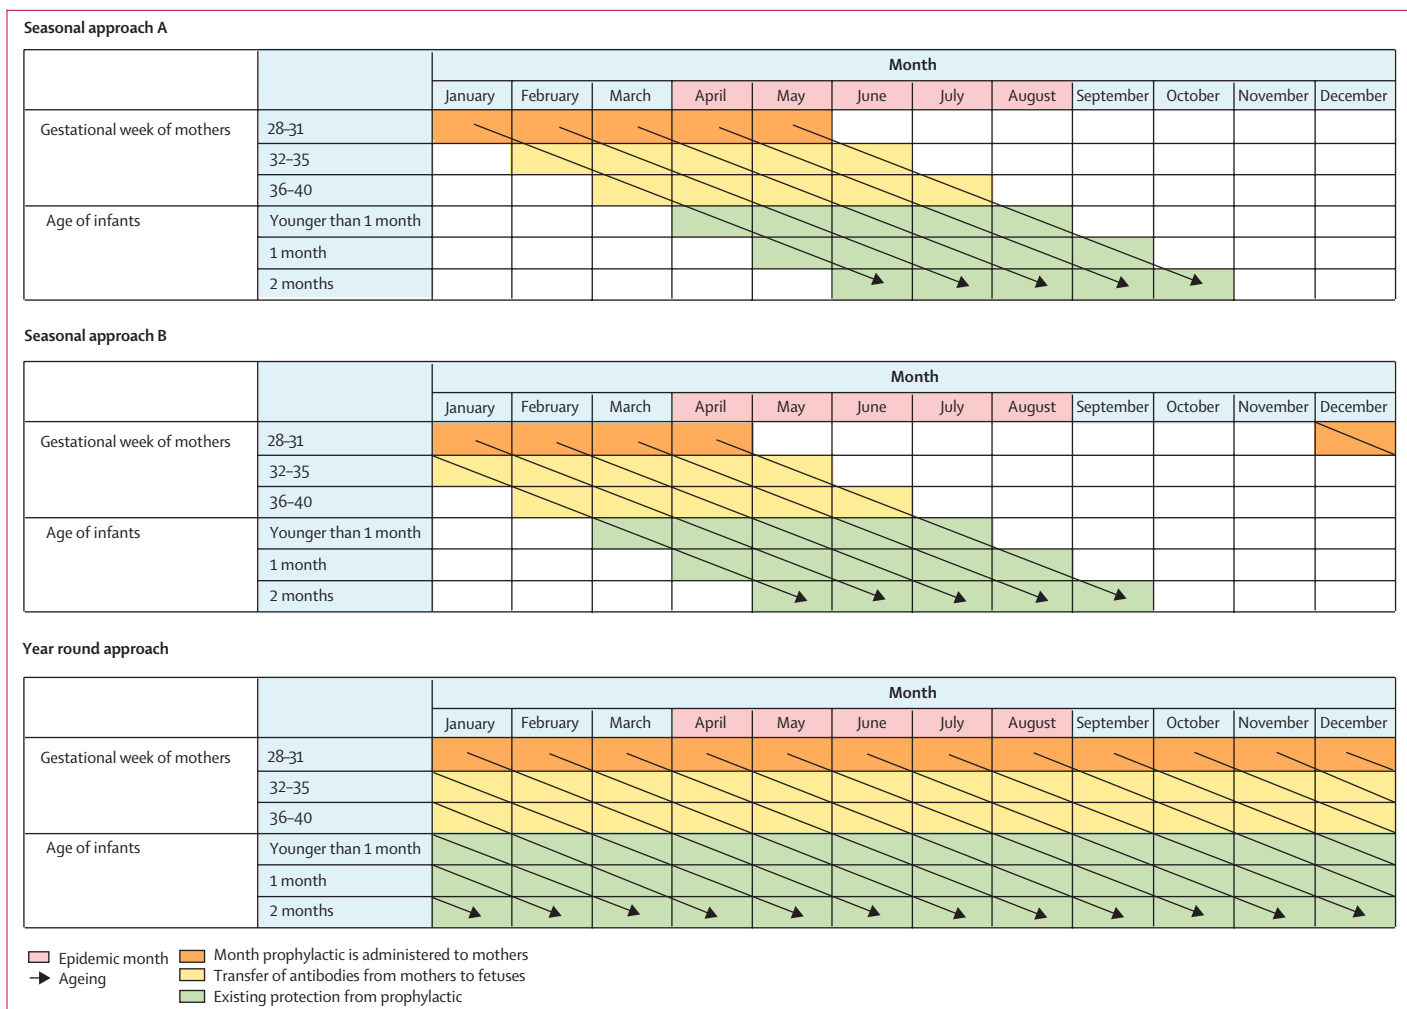 Seasonal approach A
Month
January February March April May June July August September October November December
Gestational week of mothers 28–31
32–35
36–40
Age of infants Younger than 1 month
1 month
2 months
Seasonal approach B
Month
January February March April May June July August September October November December
Gestational week of mothers 28–31
32–35
36–40
Age of infants Younger than 1 month
1 month
2 months
Year round approach
Month
January February March April May June July August September October November December
Gestational week of mothers 28–31
32–35
36–40
Age of infants Younger than 1 month
1 month
2 months
Epidemic month Month prophylactic is administered to mothers
Ageing Transfer of antibodies from mothers to fetuses
Existing protection from prophylactic